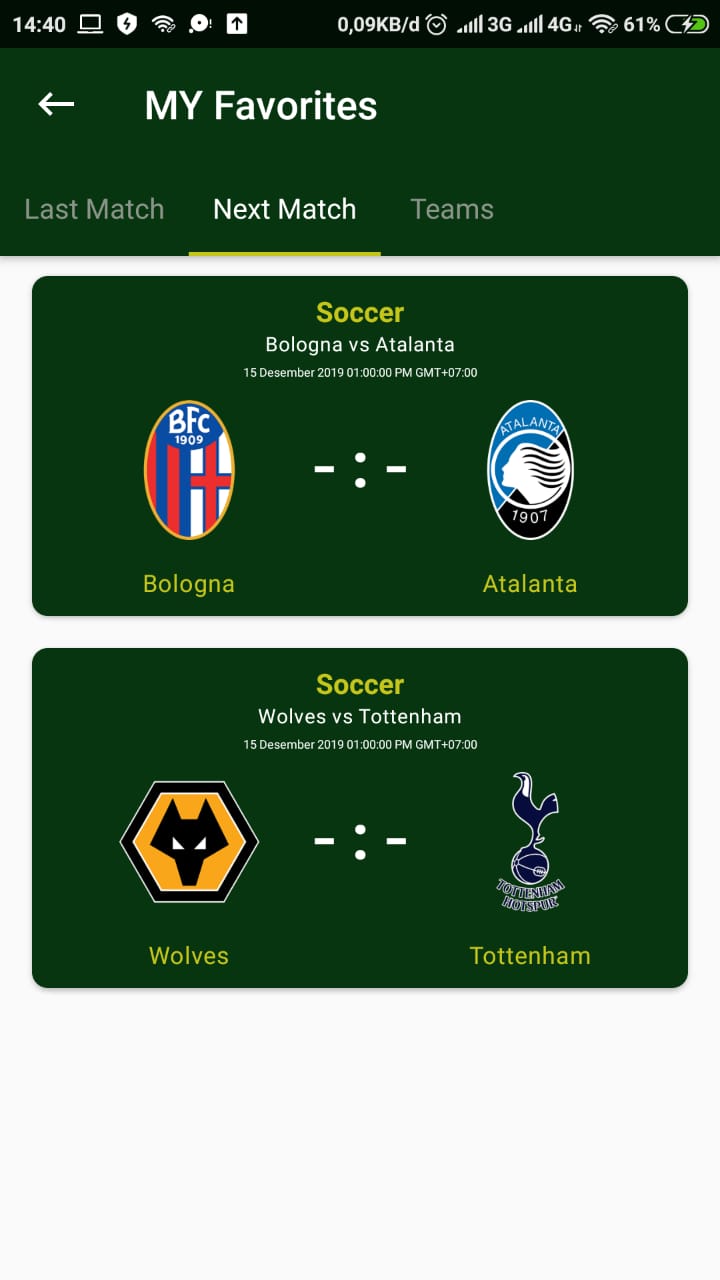 14:40 0,09KB/d 3G 4G 61%
MY Favorites
Last Match Next Match Teams
Soccer
Bologna vs Atalanta
15 Desember 2019 01:00:00 PM GMT+07:00
BFC
1909
ATALANTA
1907
- : -
Bologna Atalanta
Soccer
Wolves vs Tottenham
15 Desember 2019 01:00:00 PM GMT+07:00
- : -
TOTTENHAM
HOTSPUR
Wolves Tottenham